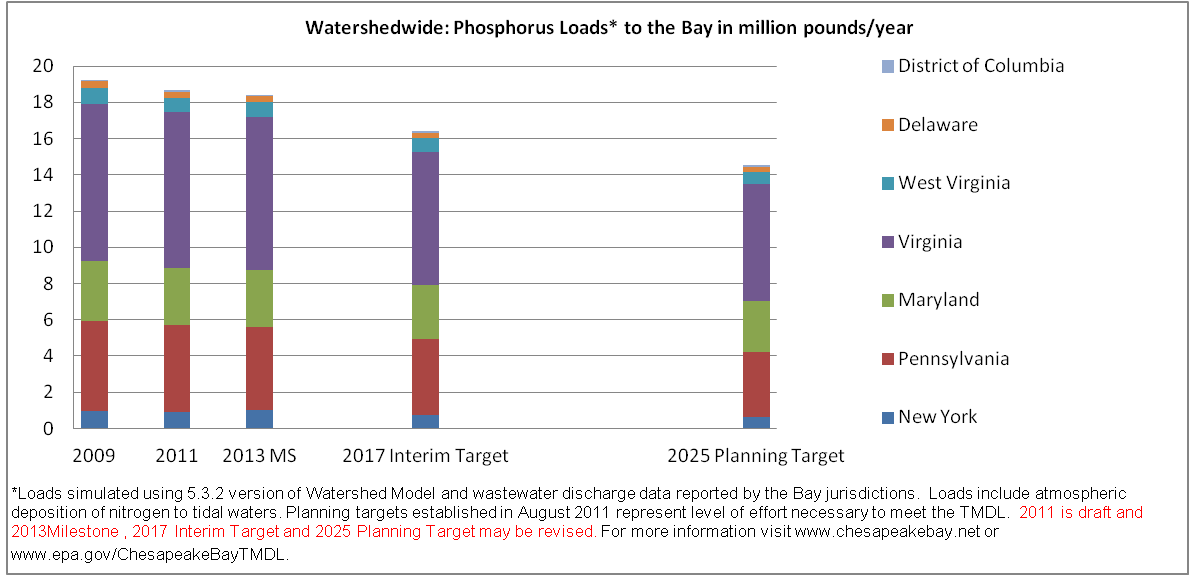 Watershedwide: Phosphorus Loads* to the Bay in million pounds/year
20
18
16
14
12
10
8
6
4
2
0
2009 2011 2013 MS 2017 Interim Target 2025 Planning Target
District of Columbia
Delaware
West Virginia
Virginia
Maryland
Pennsylvania
New York
*Loads simulated using 5.3.2 version of Watershed Model and wastewater discharge data reported by the Bay jurisdictions. Loads include atmospheric
deposition of nitrogen to tidal waters. Planning targets established in August 2011 represent level of effort necessary to meet the TMDL. 2011 is draft and
2013Milestone , 2017 Interim Target and 2025 Planning Target may be revised. For more information visit www.chesapeakebay.net or
www.epa.gov/ChesapeakeBayTMDL.